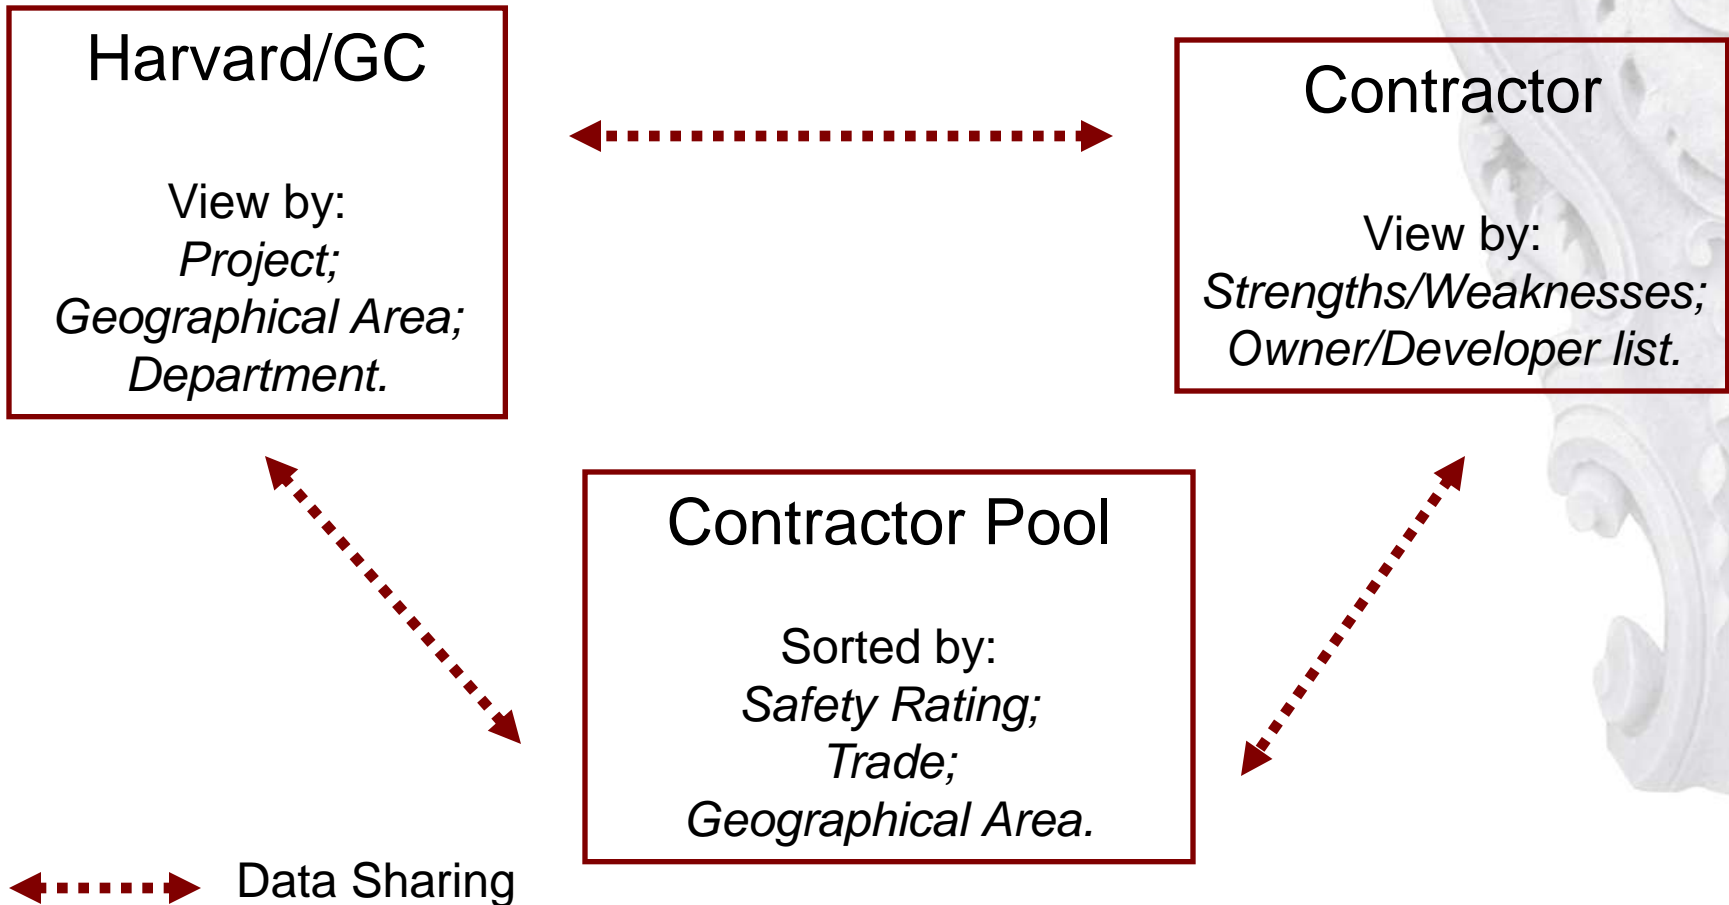 Harvard/GC
View by:
Project;
Geographical Area;
Department.
Contractor
View by:
Strengths/Weaknesses;
Owner/Developer list.
Contractor Pool
Sorted by:
Safety Rating;
Trade;
Geographical Area.
Data Sharing